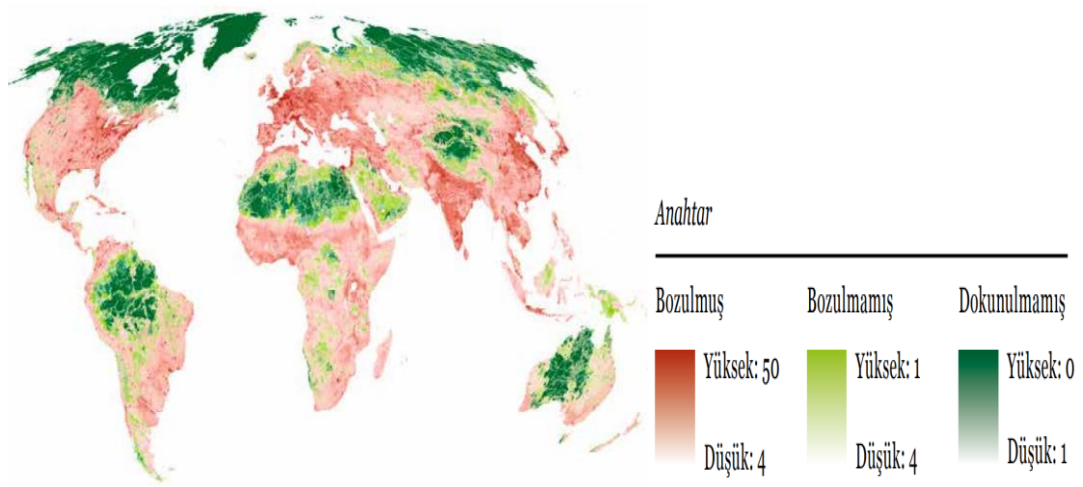 Anahtar
Bozulmuş Bozulmamış Dokunulmamış
Yüksek: 50 Yüksek: 1 Yüksek: 0
Düşük: 4 Düşük: 4 Düşük: 1